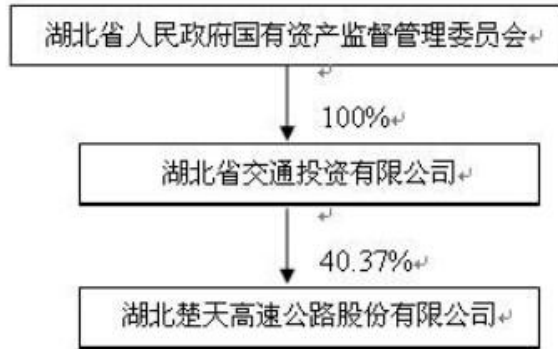 湖北省人民政府国有资产监督管理委员会
100%
湖北省交通投资有限公司
40.37%
湖北楚天高速公路股份有限公司